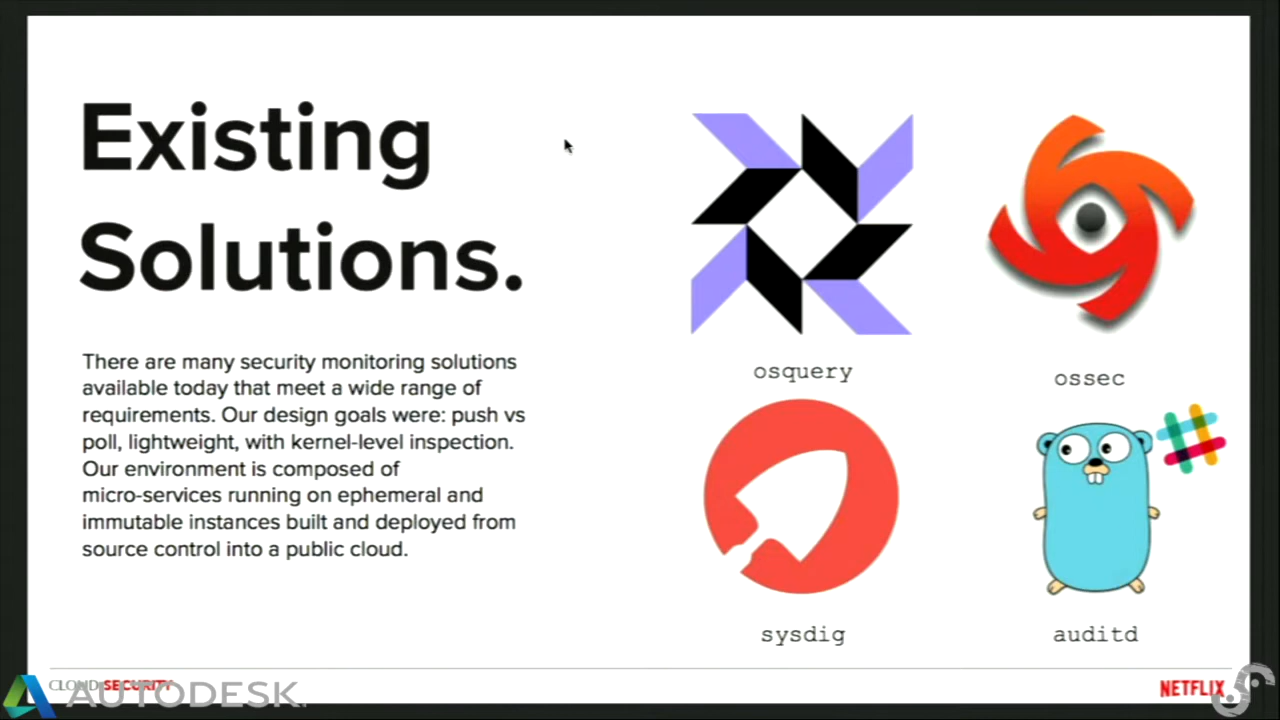 Existing
Solutions.
There are many security monitoring solutions
available today that meet a wide range of
requirements. Our design goals were: push vs
poll, lightweight, with kernel-level inspection.
Our environment is composed of
micro-services running on ephemeral and
immutable instances built and deployed from
source control into a public cloud.
osquery
ossec
sysdig
auditd
CLOUD SECURITY
AUTODESK.
NETFLIX